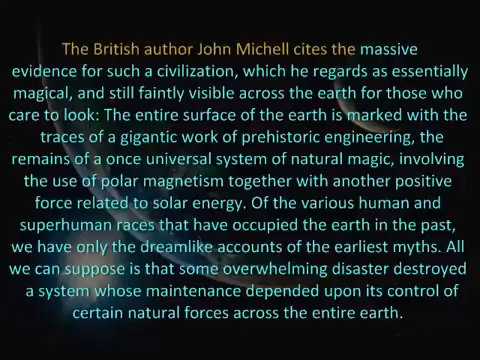 The British author John Michell cites the massive
evidence for such a civilization, which he regards as essentially
magical, and still faintly visible across the earth for those who
care to look: The entire surface of the earth is marked with the
traces of a gigantic work of prehistoric engineering, the
remains of a once universal system of natural magic, involving
the use of polar magnetism together with another positive
force related to solar energy. Of the various human and
superhuman races that have occupied the earth in the past,
we have only the dreamlike accounts of the earliest myths. All
we can suppose is that some overwhelming disaster destroyed
a system whose maintenance depended upon its control of
certain natural forces across the entire earth.